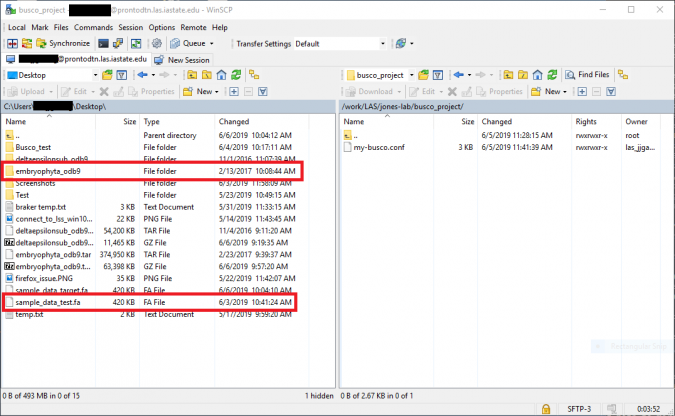 busco_project - @prontodtn.las.iastate.edu - WinSCP
Local Mark Files Commands Session Options Remote Help
Synchronize Queue Transfer Settings Default
@prontodtn.las.iastate.edu New Session
Desktop busco_project Find Files
Upload Edit Properties New Download Edit Properties New
C:\Users\ \Desktop\ /work/LAS/jones-lab/busco_project/
Name Size Type Changed Name Size Changed Rights Owner
.. Parent directory 6/6/2019 10:04:12 AM .. 6/5/2019 11:28:15 AM rwxrwxr-x root
Busco_test File folder 6/4/2019 10:17:11 AM my-busco.conf 3 KB 6/5/2019 11:41:39 AM rwxrwxr-x las_jjga...
deltaepsilonsub_odb9 File folder 11/1/2016 11:07:39 AM
embryophyta_odb9 File folder 2/13/2017 10:08:44 AM
Screenshots File folder 6/3/2019 11:58:09 AM
Test File folder 5/23/2019 10:49:15 AM
braker temp.txt 3 KB Text Document 5/31/2019 11:33:15 AM
connect_to_lss_win10... 22 KB PNG File 5/14/2019 11:43:45 AM
deltaepsilonsub_odb9... 54,200 KB TAR File 11/4/2016 9:11:20 AM
deltaepsilonsub_odb9... 11,465 KB GZ File 6/6/2019 9:19:35 AM
embryophyta_odb9.tar 374,950 KB TAR File 2/23/2017 9:39:37 AM
embryophyta_odb9.t... 63,398 KB GZ File 6/6/2019 9:57:20 AM
firefox_issue.PNG 35 KB PNG File 5/22/2019 11:42:07 AM
sample_data_target.fa 420 KB FA File 6/6/2019 10:04:10 AM
sample_data_test.fa 420 KB FA File 6/3/2019 10:41:24 AM
temp.txt 2 KB Text Document 5/17/2019 9:59:20 AM
0 B of 493 MB in 0 of 15 1 hidden 0 B of 2.67 KB in 0 of 1
SFTP-3 0:03:52